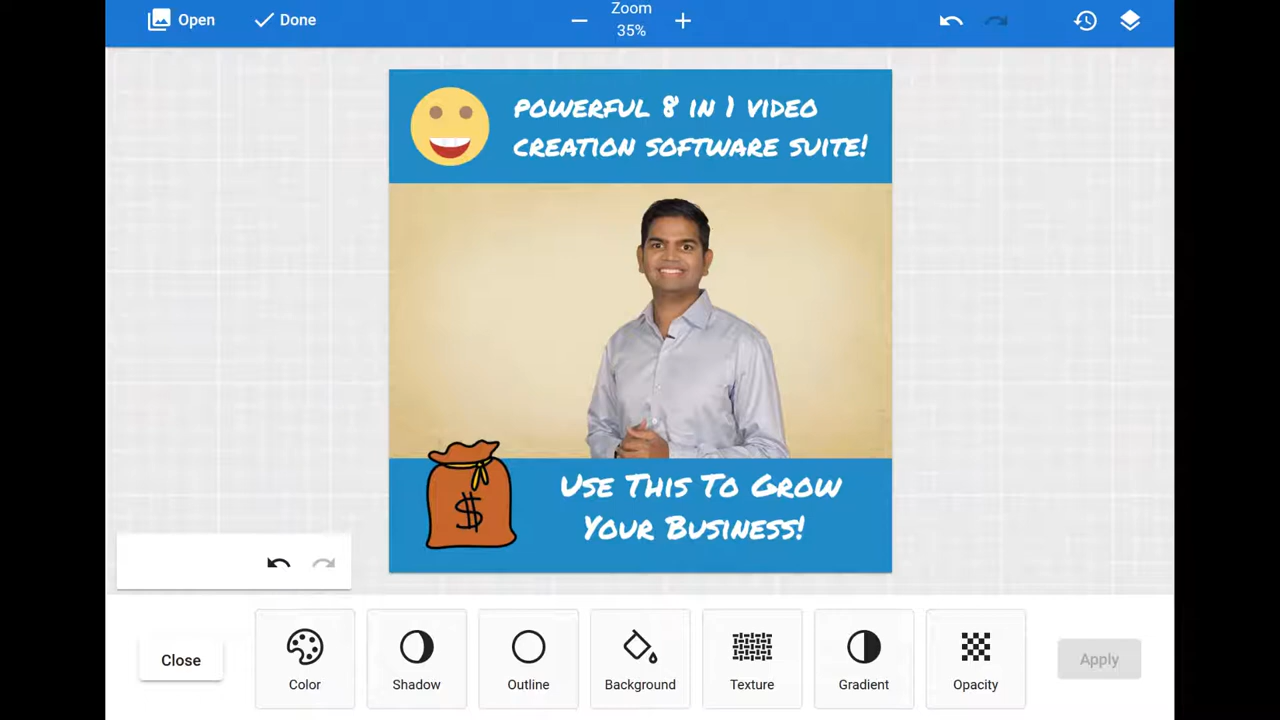 Open
Done
Zoom
35%
POWERFUL 8 IN 1 VIDEO
CREATION SOFTWARE SUITE!
$
USE THIS TO GROW
YOUR BUSINESS!
Close
Color
Shadow
Outline
Background
Texture
Gradient
Opacity
Apply